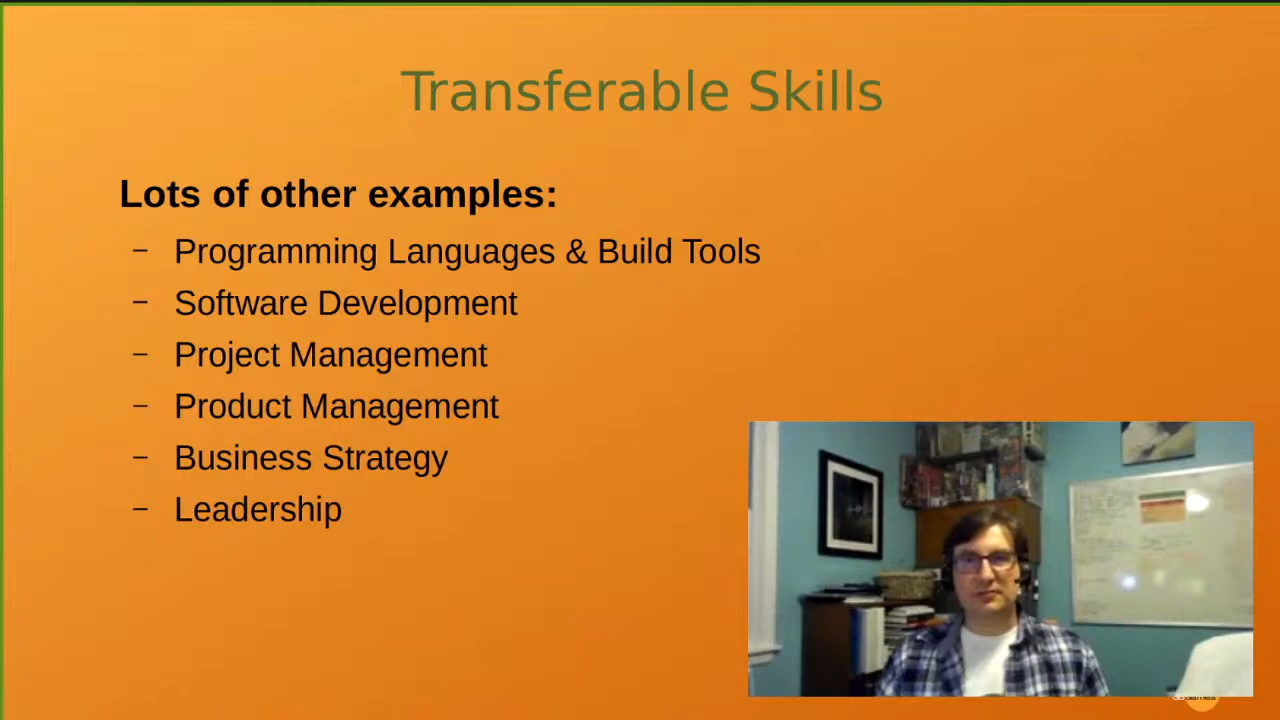 Transferable Skills
Lots of other examples:
– Programming Languages & Build Tools
– Software Development
– Project Management
– Product Management
– Business Strategy
– Leadership